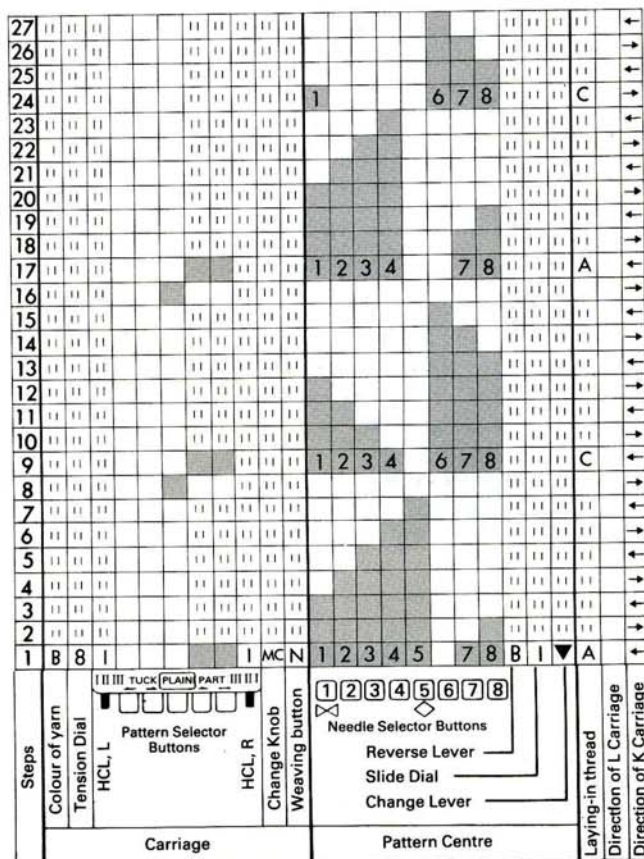 27 " " " " " " " " " " " " ←
26 " " " " " " " " " " " " →
25 " " " " " " " " " " " " ←
24 " " " " " " " " 1 6 7 8 " " " C →
23 " " " " " " " " " " " " ←
22 " " " " " " " " " " " " →
21 " " " " " " " " " " " " ←
20 " " " " " " " " " " " " →
19 " " " " " " " " " " " " ←
18 " " " " " " " " " " " " →
17 " " " " " " 1 2 3 4 7 8 " " " A ←
16 " " " " " " " " " →
15 " " " " " " " " " " " " ←
14 " " " " " " " " " " " " →
13 " " " " " " " " " " " " ←
12 " " " " " " " " " " " " →
11 " " " " " " " " " " " " ←
10 " " " " " " " " " " " " →
9 " " " " " " 1 2 3 4 6 7 8 " " " C ←
8 " " " " " " " " " →
7 " " " " " " " " " " " " ←
6 " " " " " " " " " " " " →
5 " " " " " " " " " " " " ←
4 " " " " " " " " " " " " →
3 " " " " " " " " " " " " ←
2 " " " " " " " " " " " " →
1 B 8 I I MC N 1 2 3 4 5 7 8 B I ▼ A ←
Steps
Colour of yarn
Tension Dial
HCL, L
I II III TUCK PLAIN PART III II I
Pattern Selector
Buttons
HCL, R
Change Knob
Weaving button
1 2 3 4 5 6 7 8
Needle Selector Buttons
Reverse Lever
Slide Dial
Change Lever
Laying-in thread
Direction of L Carriage
Direction of K Carriage
Carriage
Pattern Centre